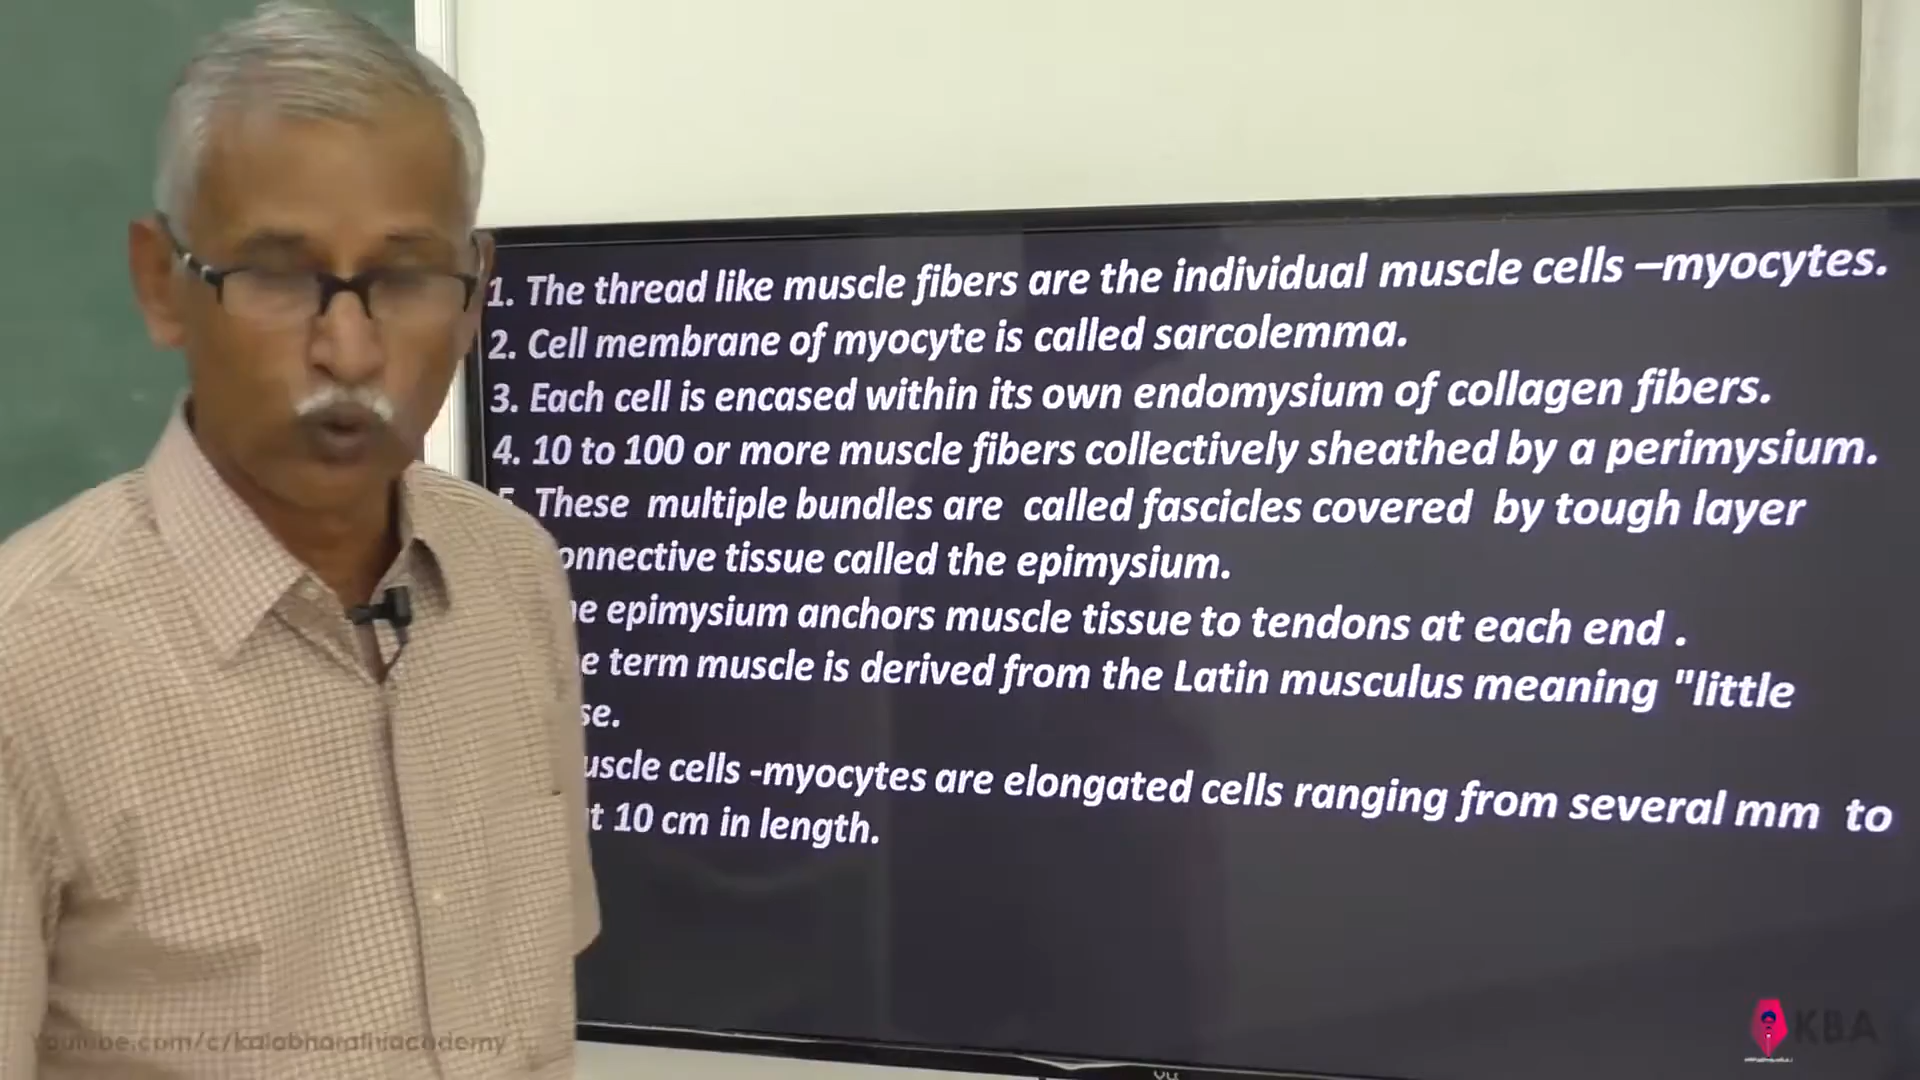 1. The thread like muscle fibers are the individual muscle cells –myocytes.
2. Cell membrane of myocyte is called sarcolemma.
3. Each cell is encased within its own endomysium of collagen fibers.
4. 10 to 100 or more muscle fibers collectively sheathed by a perimysium.
These multiple bundles are called fascicles covered by tough layer
onnective tissue called the epimysium.
e epimysium anchors muscle tissue to tendons at each end .
e term muscle is derived from the Latin musculus meaning "little
se.
uscle cells -myocytes are elongated cells ranging from several mm to
t 10 cm in length.
KBA
youtube.com/c/kalabharathiacademy